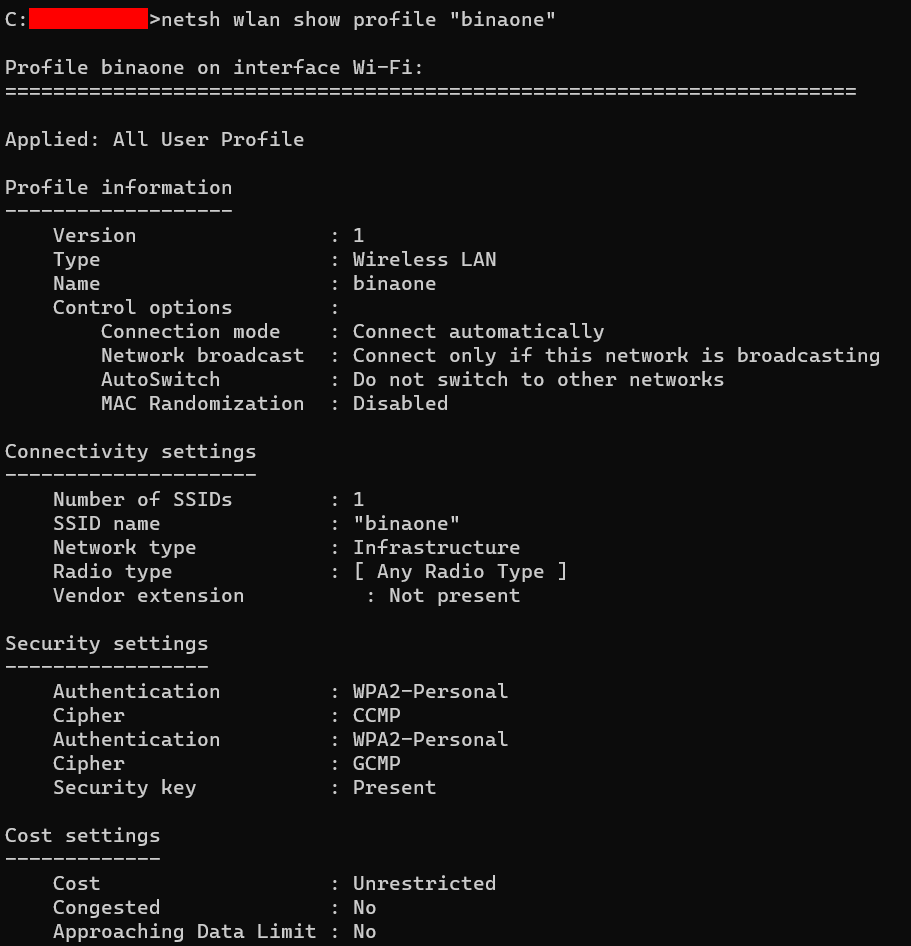 C:>netsh wlan show profile "binaone"
Profile binaone on interface Wi-Fi:
=======================================================================
Applied: All User Profile
Profile information
-------------------
    Version                : 1
    Type                   : Wireless LAN
    Name                   : binaone
    Control options        :
        Connection mode    : Connect automatically
        Network broadcast  : Connect only if this network is broadcasting
        AutoSwitch         : Do not switch to other networks
        MAC Randomization  : Disabled
Connectivity settings
---------------------
    Number of SSIDs        : 1
    SSID name              : "binaone"
    Network type           : Infrastructure
    Radio type             : [ Any Radio Type ]
    Vendor extension          : Not present
Security settings
-----------------
    Authentication         : WPA2-Personal
    Cipher                 : CCMP
    Authentication         : WPA2-Personal
    Cipher                 : GCMP
    Security key           : Present
Cost settings
-------------
    Cost                   : Unrestricted
    Congested              : No
    Approaching Data Limit : No